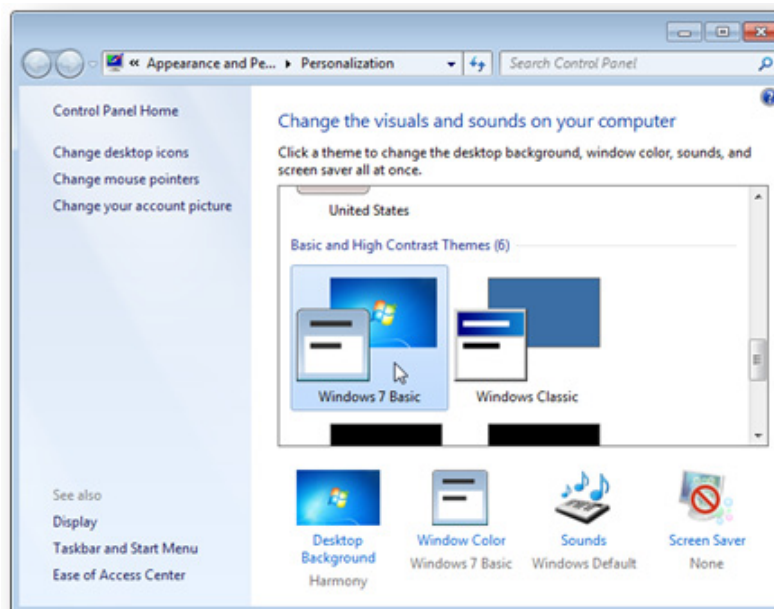 « Appearance and Pe... ▸ Personalization
Search Control Panel
Control Panel Home
Change desktop icons
Change mouse pointers
Change your account picture
See also
Display
Taskbar and Start Menu
Ease of Access Center
Change the visuals and sounds on your computer
Click a theme to change the desktop background, window color, sounds, and
screen saver all at once.
United States
Basic and High Contrast Themes (6)
Windows 7 Basic
Windows Classic
Desktop
Background
Harmony
Window Color
Windows 7 Basic
Sounds
Windows Default
Screen Saver
None